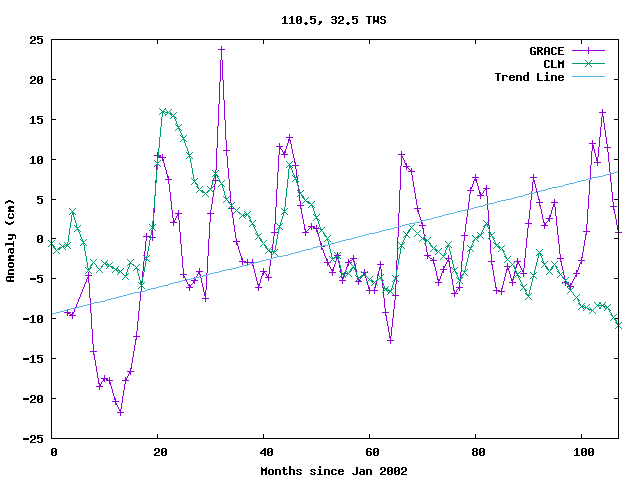 110.5, 32.5 TWS
GRACE
CLM
Trend Line
25
20
15
10
5
0
-5
-10
-15
-20
-25
Anomaly (cm)
0 20 40 60 80 100
Months since Jan 2002